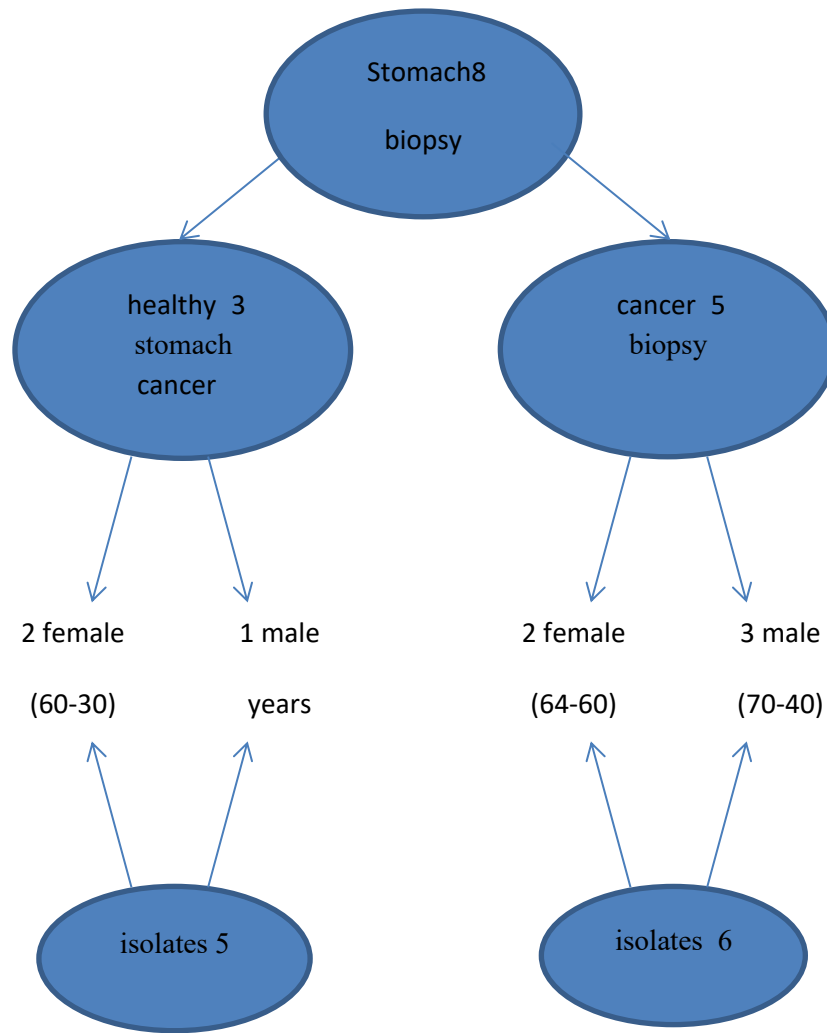 Stomach8
biopsy
healthy  3
stomach
cancer
cancer  5
biopsy
2 female
1 male
2 female
3 male
(60-30)
years
(64-60)
(70-40)
isolates 5
isolates  6